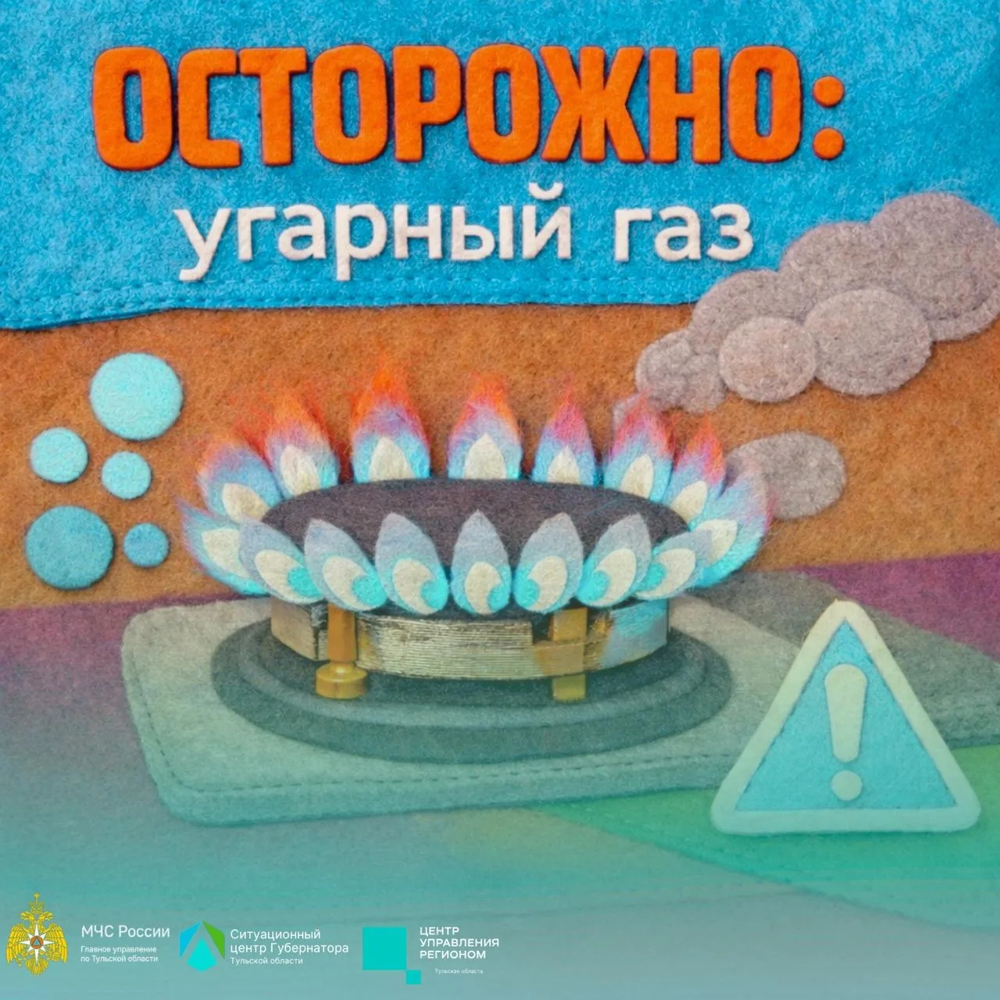 ОСТОРОЖНО:
угарный газ
МЧС России
Главное управление
по Тульской области
Ситуационный
центр Губернатора
Тульской области
ЦЕНТР
УПРАВЛЕНИЯ
РЕГИОНОМ
Тульская область